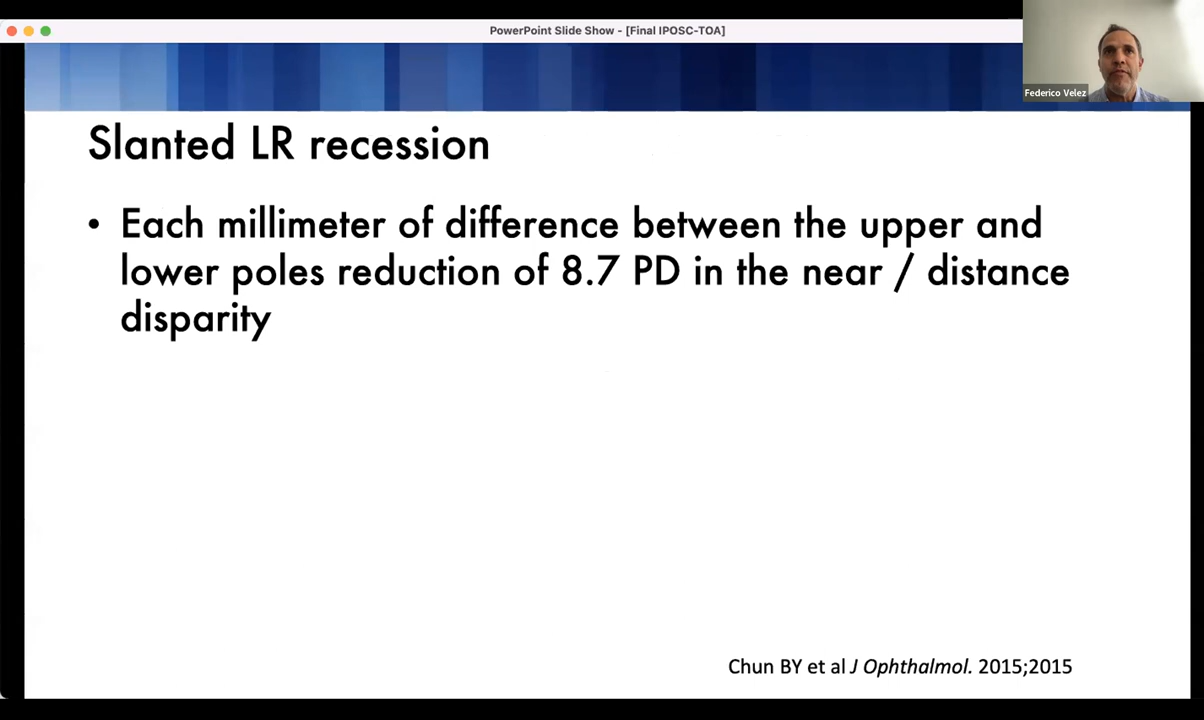 PowerPoint Slide Show - [Final IPOSC-TOA]
Federico Velez
Slanted LR recession
• Each millimeter of difference between the upper and
lower poles reduction of 8.7 PD in the near / distance
disparity
Chun BY et al J Ophthalmol. 2015;2015